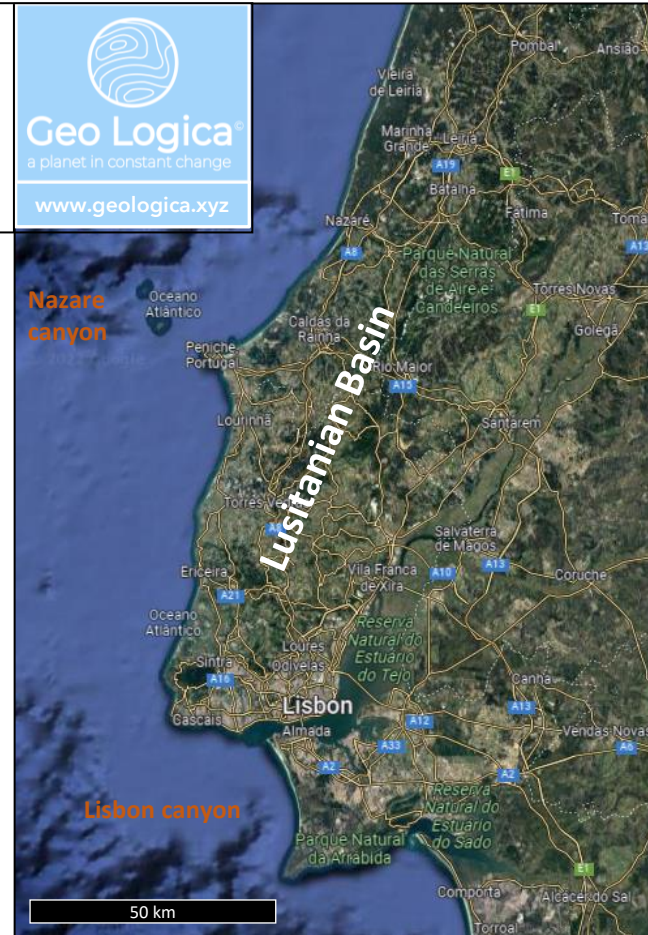 Geo Logica©
a planet in constant change
www.geologica.xyz
Pombal
Ansião
Vieira
de Leiria
Marinha
Grande
Leiria
A19
E1
Batalha
Fátima
Nazaré
A8
Toma
A13
Parque Natural
das Serras
de Aire e
Candeeiros
Nazare
canyon
Oceano
Atlântico
Torres Novas
E1
Golegã
Caldas da
Rainha
Peniche
Portugal
Rio Maior
A15
Lusitanian Basin
Lourinhã
Santarém
Torres Ve
A8
Salvaterra
de Magos
Ericeira
Vila Franca
de Xira
A10
A13
Coruche
A21
Oceano
Atlântico
Reserva
Natural do
Estuário
do Tejo
Loures
Sintra
Odivelas
A16
Canha
Lisbon
A13
Cascais
A12
Almada
Vendas Novas
A33
A6
A2
A2
Lisbon canyon
Reserva
Natural do
Estuário
do Sado
Parque Natural
da Arrábida
E1
Comporta
Alcácer do Sal
50 km
Torroal